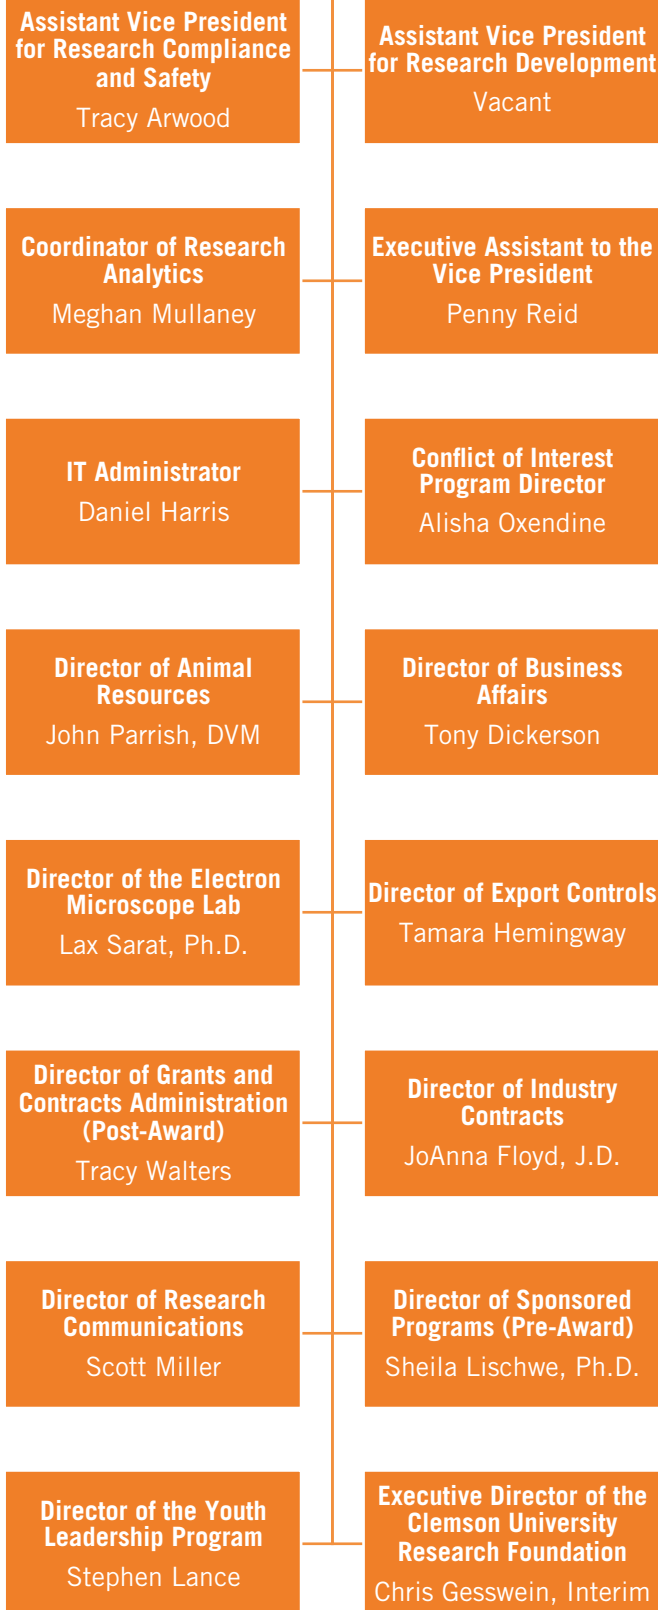 Assistant Vice President
for Research Compliance
and Safety
Tracy Arwood
Assistant Vice President
for Research Development
Vacant
Coordinator of Research
Analytics
Meghan Mullaney
Executive Assistant to the
Vice President
Penny Reid
IT Administrator
Daniel Harris
Conflict of Interest
Program Director
Alisha Oxendine
Director of Animal
Resources
John Parrish, DVM
Director of Business
Affairs
Tony Dickerson
Director of the Electron
Microscope Lab
Lax Sarat, Ph.D.
Director of Export Controls
Tamara Hemingway
Director of Grants and
Contracts Administration
(Post-Award)
Tracy Walters
Director of Industry
Contracts
JoAnna Floyd, J.D.
Director of Research
Communications
Scott Miller
Director of Sponsored
Programs (Pre-Award)
Sheila Lischwe, Ph.D.
Director of the Youth
Leadership Program
Stephen Lance
Executive Director of the
Clemson University
Research Foundation
Chris Gesswein, Interim